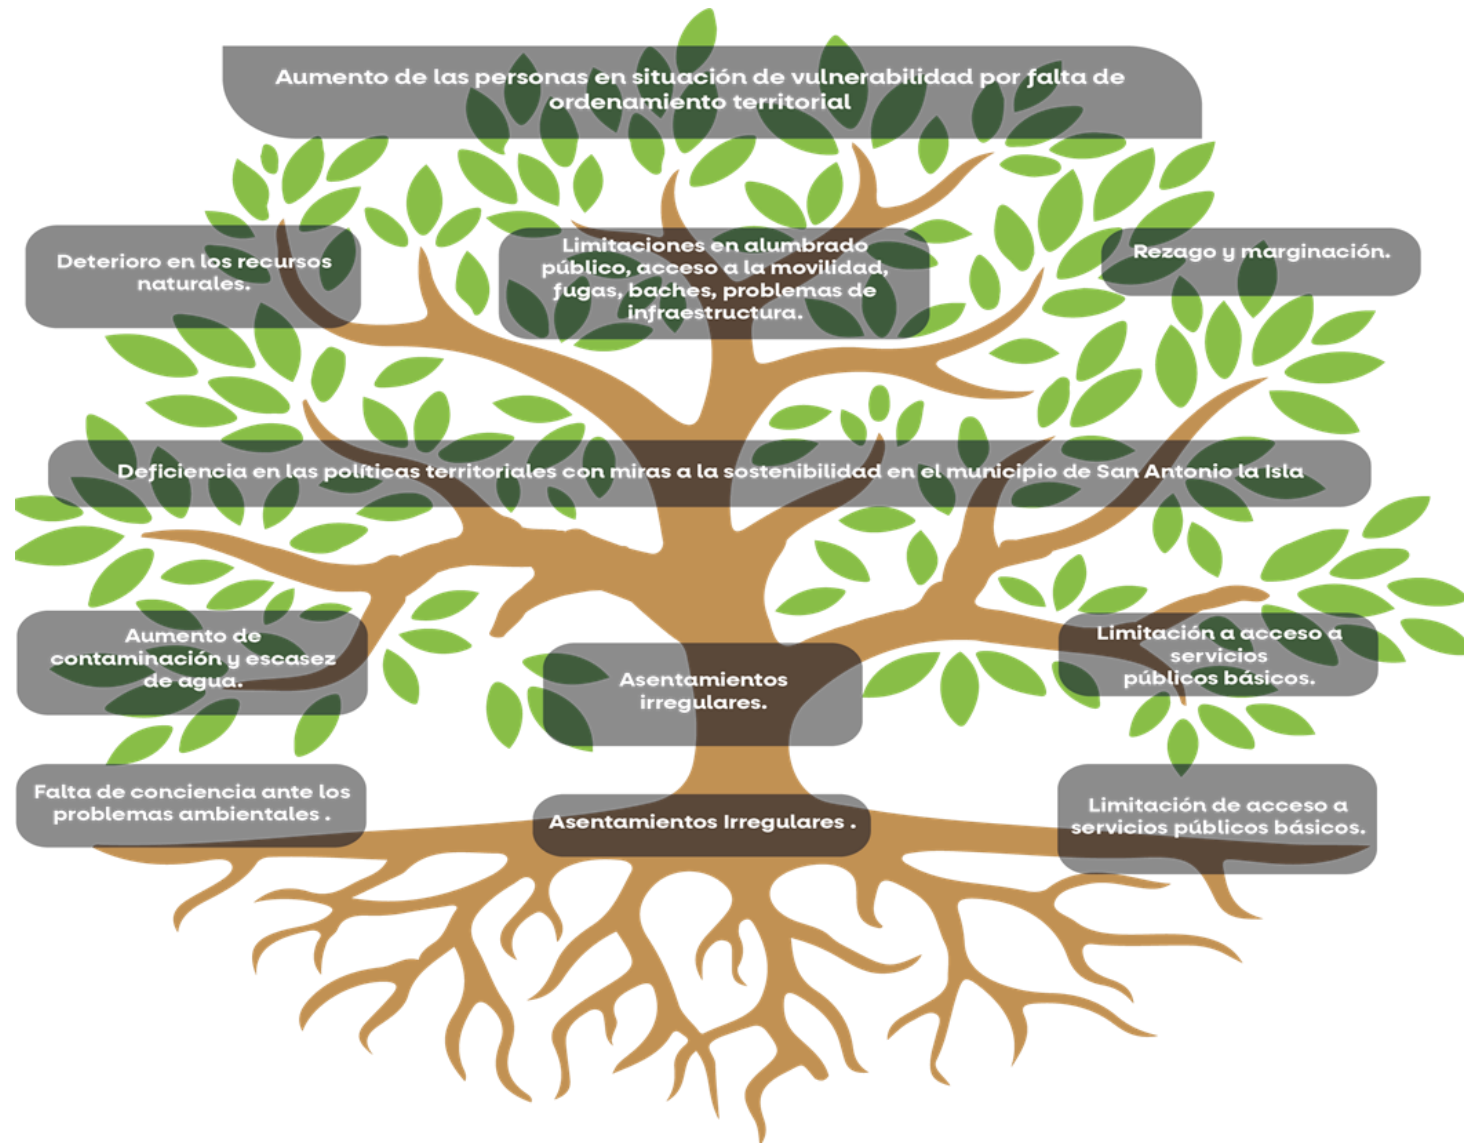 Aumento de las personas en situación de vulnerabilidad por falta de
ordenamiento territorial
Deterioro en los recursos
naturales.
Limitaciones en alumbrado
público, acceso a la movilidad,
fugas, baches, problemas de
infraestructura.
Rezago y marginación.
Deficiencia en las políticas territoriales con miras a la sostenibilidad en el municipio de San Antonio la Isla
Aumento de
contaminación y escasez
de agua.
Asentamientos
irregulares.
Limitación a acceso a
servicios
públicos básicos.
Falta de conciencia ante los
problemas ambientales .
Asentamientos Irregulares .
Limitación de acceso a
servicios públicos básicos.